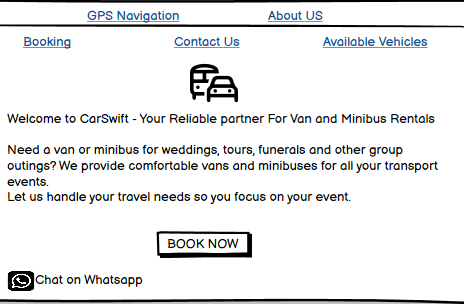 GPS Navigation About US
Booking Contact Us Available Vehicles
Welcome to CarSwift - Your Reliable partner For Van and Minibus Rentals
Need a van or minibus for weddings, tours, funerals and other group
outings? We provide comfortable vans and minibuses for all your transport
events.
Let us handle your travel needs so you focus on your event.
BOOK NOW
Chat on Whatsapp